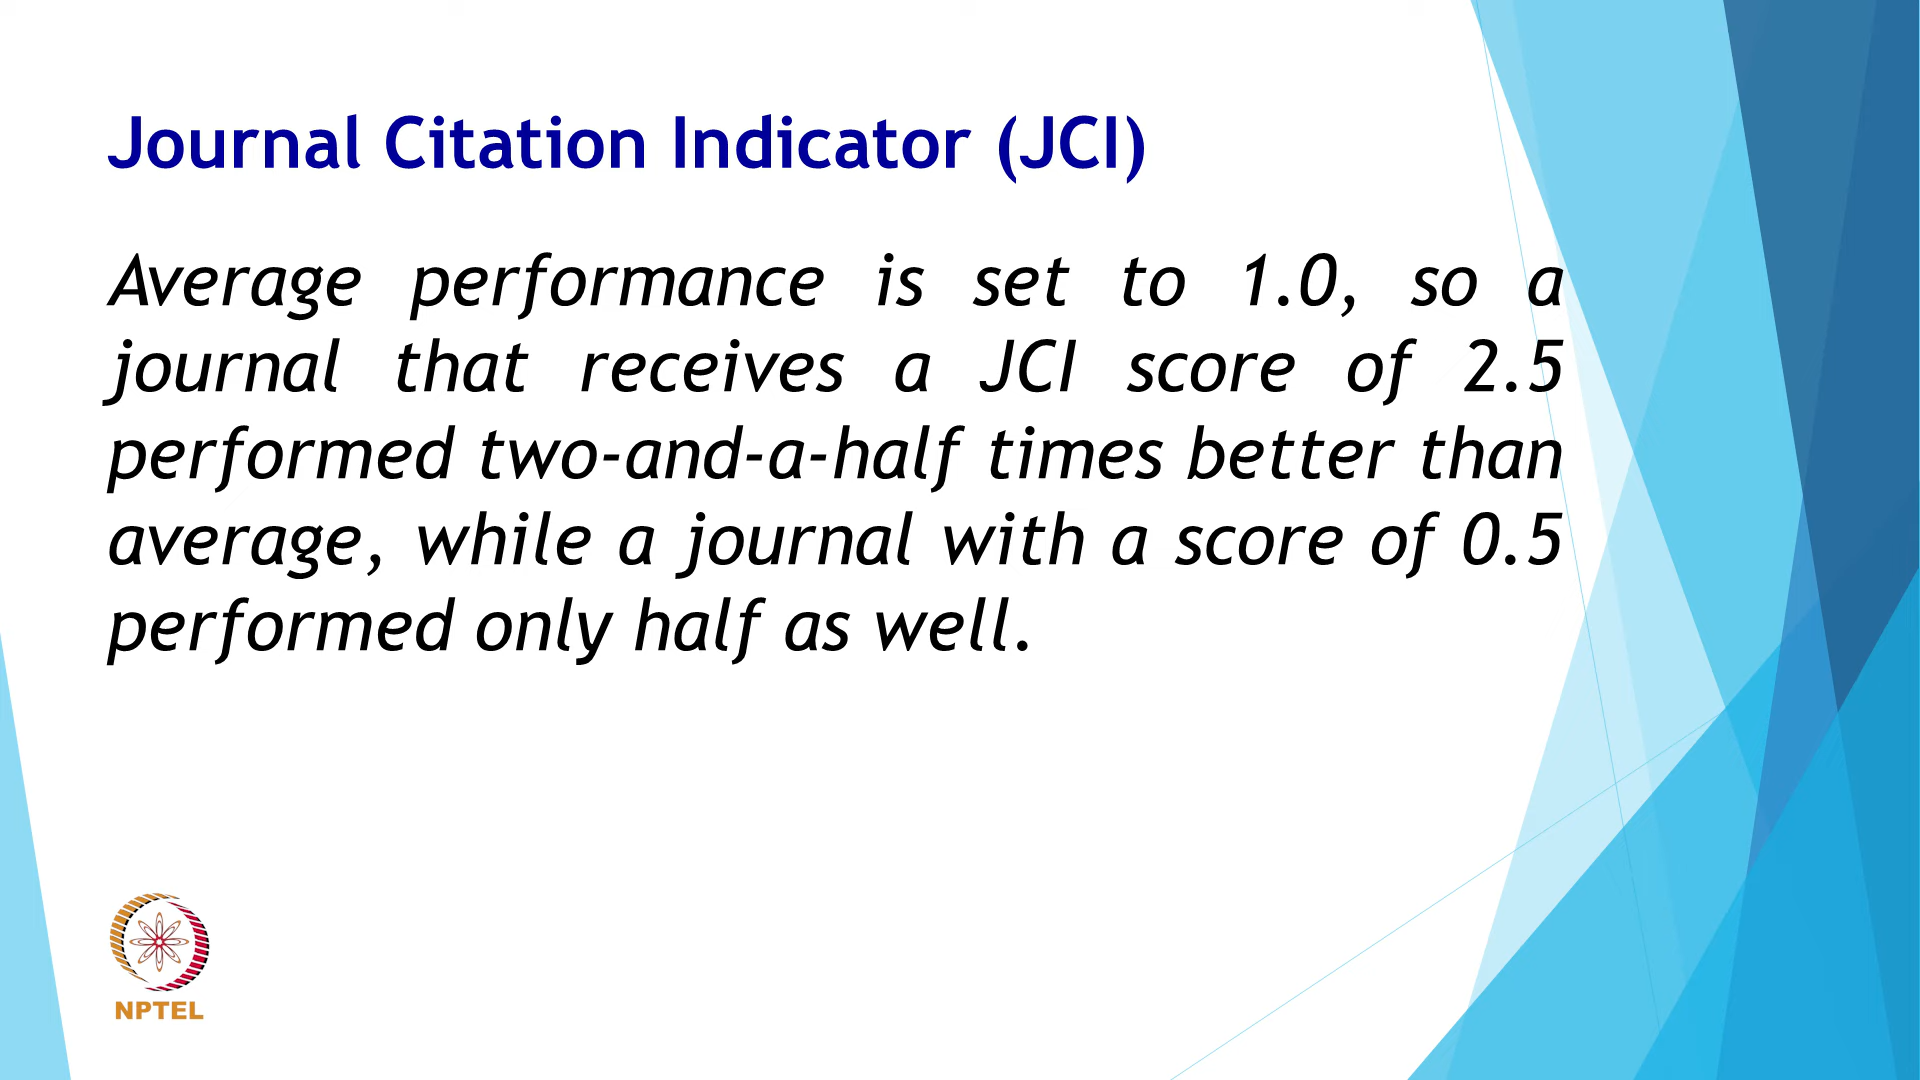 Journal Citation Indicator (JCI)
Average performance is set to 1.0, so a
journal that receives a JCI score of 2.5
performed two-and-a-half times better than
average, while a journal with a score of 0.5
performed only half as well.
NPTEL